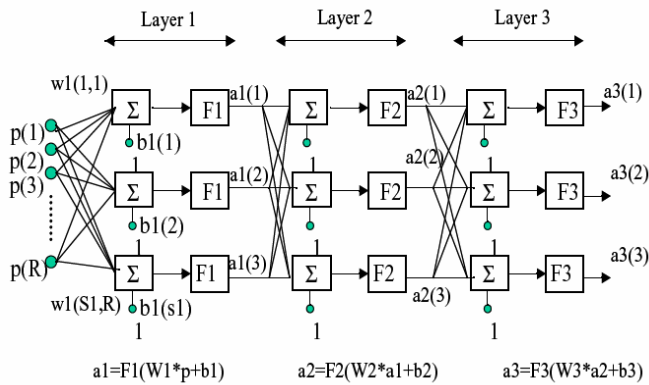 Layer 1 Layer 2 Layer 3
w1(1,1)
Σ F1 a1(1) Σ F2 a2(1) Σ F3 a3(1)
p(1)
b1(1)
p(2)
1 1 a2(2) 1
p(3)
Σ F1 a1(2) Σ F2 Σ F3 a3(2)
b1(2)
1 1 1
p(R)
Σ F1 a1(3) Σ F2 Σ F3 a3(3)
a2(3)
w1(S1,R) b1(s1)
1 1 1
a1=F1(W1*p+b1) a2=F2(W2*a1+b2) a3=F3(W3*a2+b3)